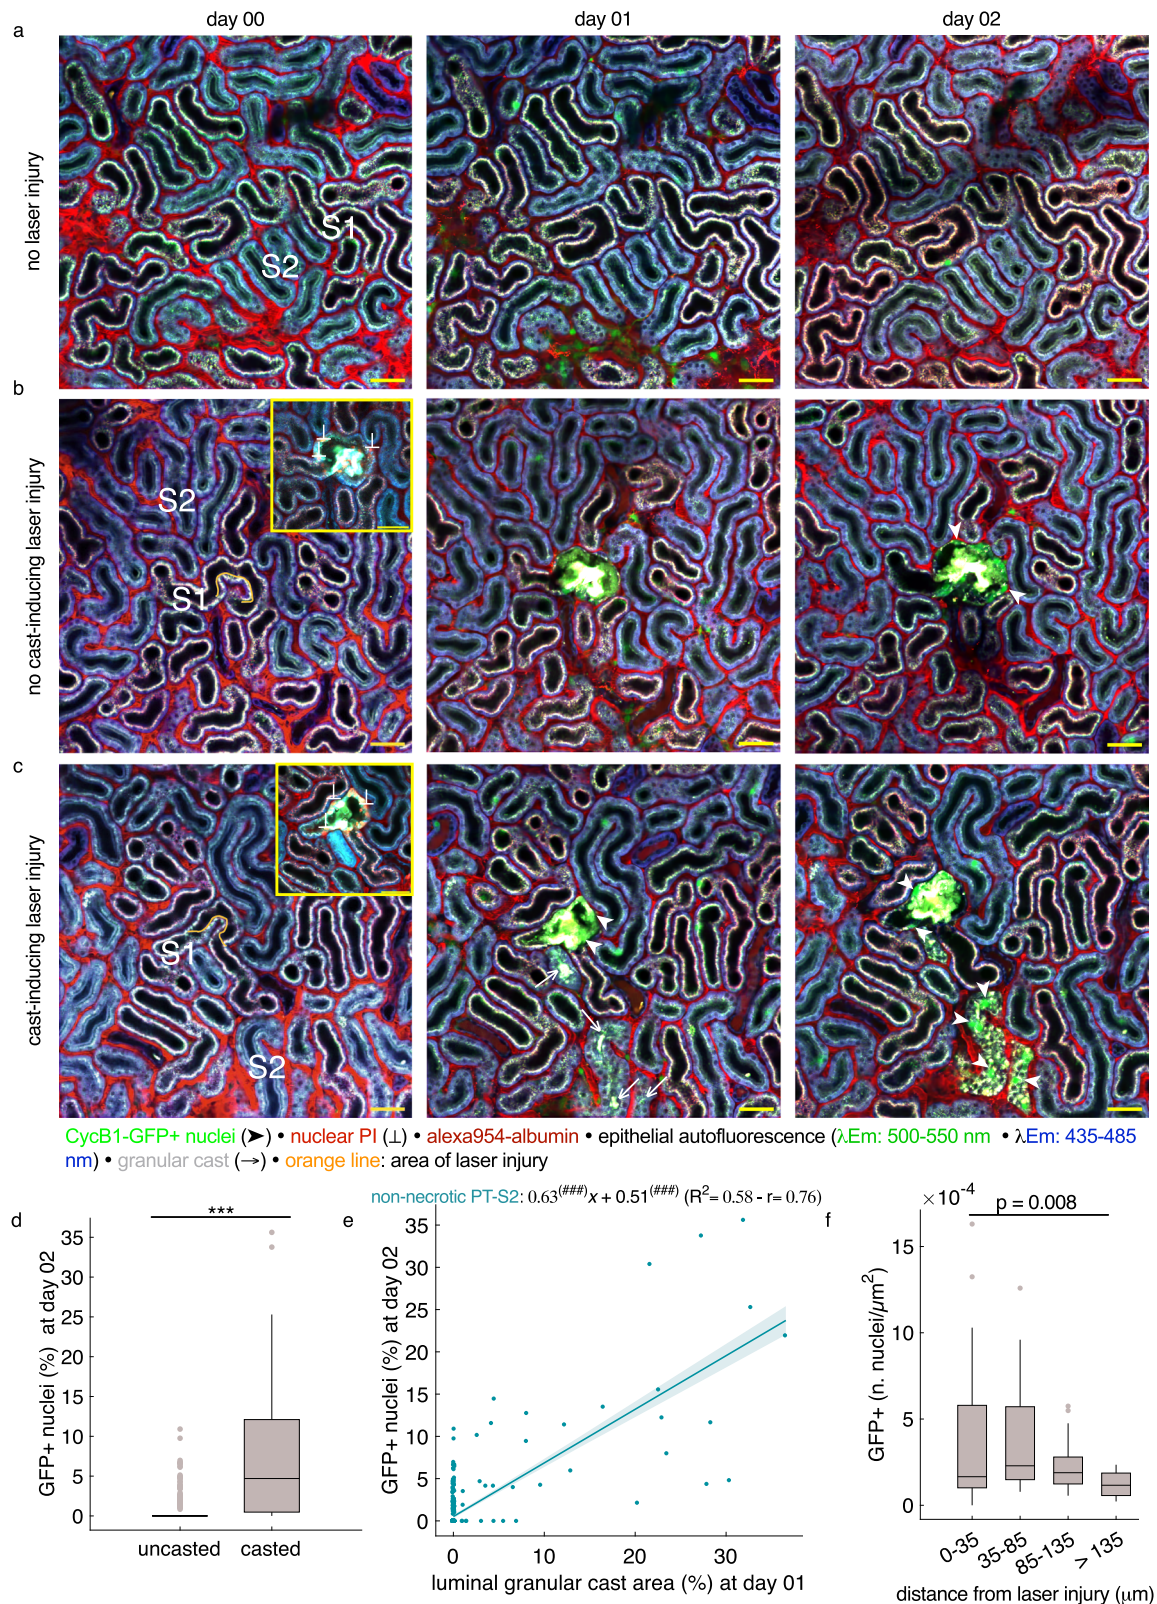 day 00 day 01 day 02
a
no laser injury
S1
S2
b
no cast-inducing laser injury
S2
S1
c
cast-inducing laser injury
S1
S2
CycB1-GFP+ nuclei (➤) • nuclear PI (⊥) • alexa954-albumin • epithelial autofluorescence (λEm: 500-550 nm • λEm: 435-485
nm) • granular cast (→) • orange line: area of laser injury
d
***
GFP+ nuclei (%) at day 02
35
30
25
20
15
10
5
0
uncasted casted
non-necrotic PT-S2: 0.63(###)x + 0.51(###) (R2= 0.58 - r= 0.76)
e
GFP+ nuclei (%) at day 02
35
30
25
20
15
10
5
0
0 10 20 30
luminal granular cast area (%) at day 01
f
×10-4
p = 0.008
GFP+ (n. nuclei/μm2)
15
10
5
0
0-35 35-85 85-135 > 135
distance from laser injury (μm)